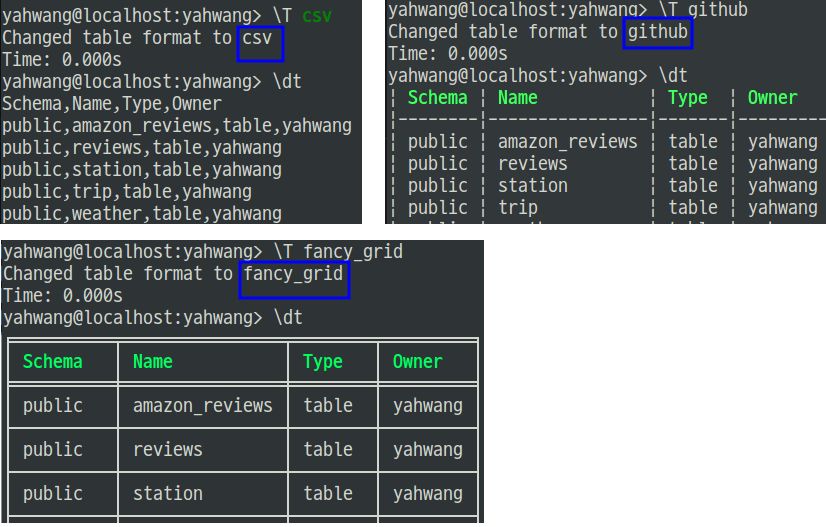 yahwang@localhost:yahwang> \T csv
Changed table format to csv
Time: 0.000s
yahwang@localhost:yahwang> \dt
Schema,Name,Type,Owner
public,amazon_reviews,table,yahwang
public,reviews,table,yahwang
public,station,table,yahwang
public,trip,table,yahwang
public,weather,table,yahwang
yahwang@localhost:yahwang> \T github
Changed table format to github
Time: 0.000s
yahwang@localhost:yahwang> \dt
| Schema | Name | Type | Owner
|--------|----------------|-------|---------
| public | amazon_reviews | table | yahwang
| public | reviews | table | yahwang
| public | station | table | yahwang
| public | trip | table | yahwang
yahwang@localhost:yahwang> \T fancy_grid
Changed table format to fancy_grid
Time: 0.000s
yahwang@localhost:yahwang> \dt
Schema Name Type Owner
public amazon_reviews table yahwang
public reviews table yahwang
public station table yahwang